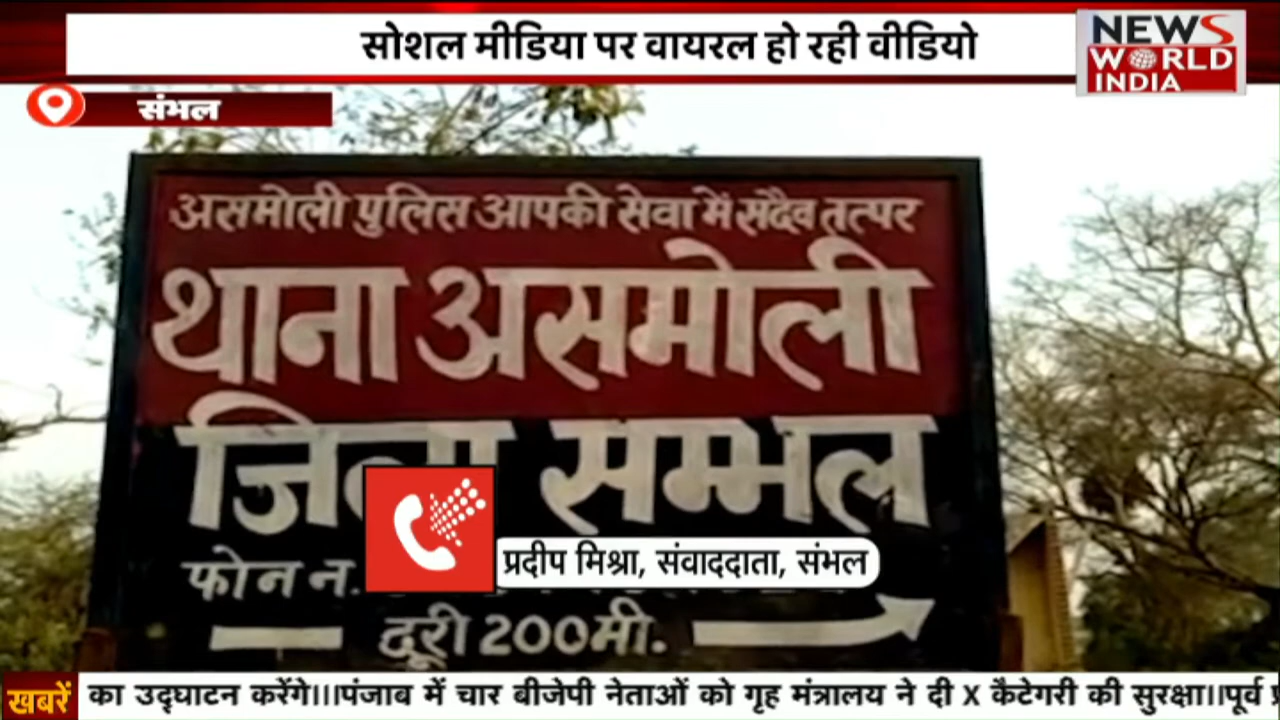 सोशल मीडिया पर वायरल हो रही वीडियो
NEWS
WORLD
INDIA
संभल
असमोली पुलिस आपकी सेवा में सदैव तत्पर
थाना असमोली
जिला सम्भल
फोन न.
प्रदीप मिश्रा, संवाददाता, संभल
दूरी 200मी.
खबरें
का उद्घाटन करेंगे।।।पंजाब में चार बीजेपी नेताओं को गृह मंत्रालय ने दी X कैटेगरी की सुरक्षा।।पूर्व